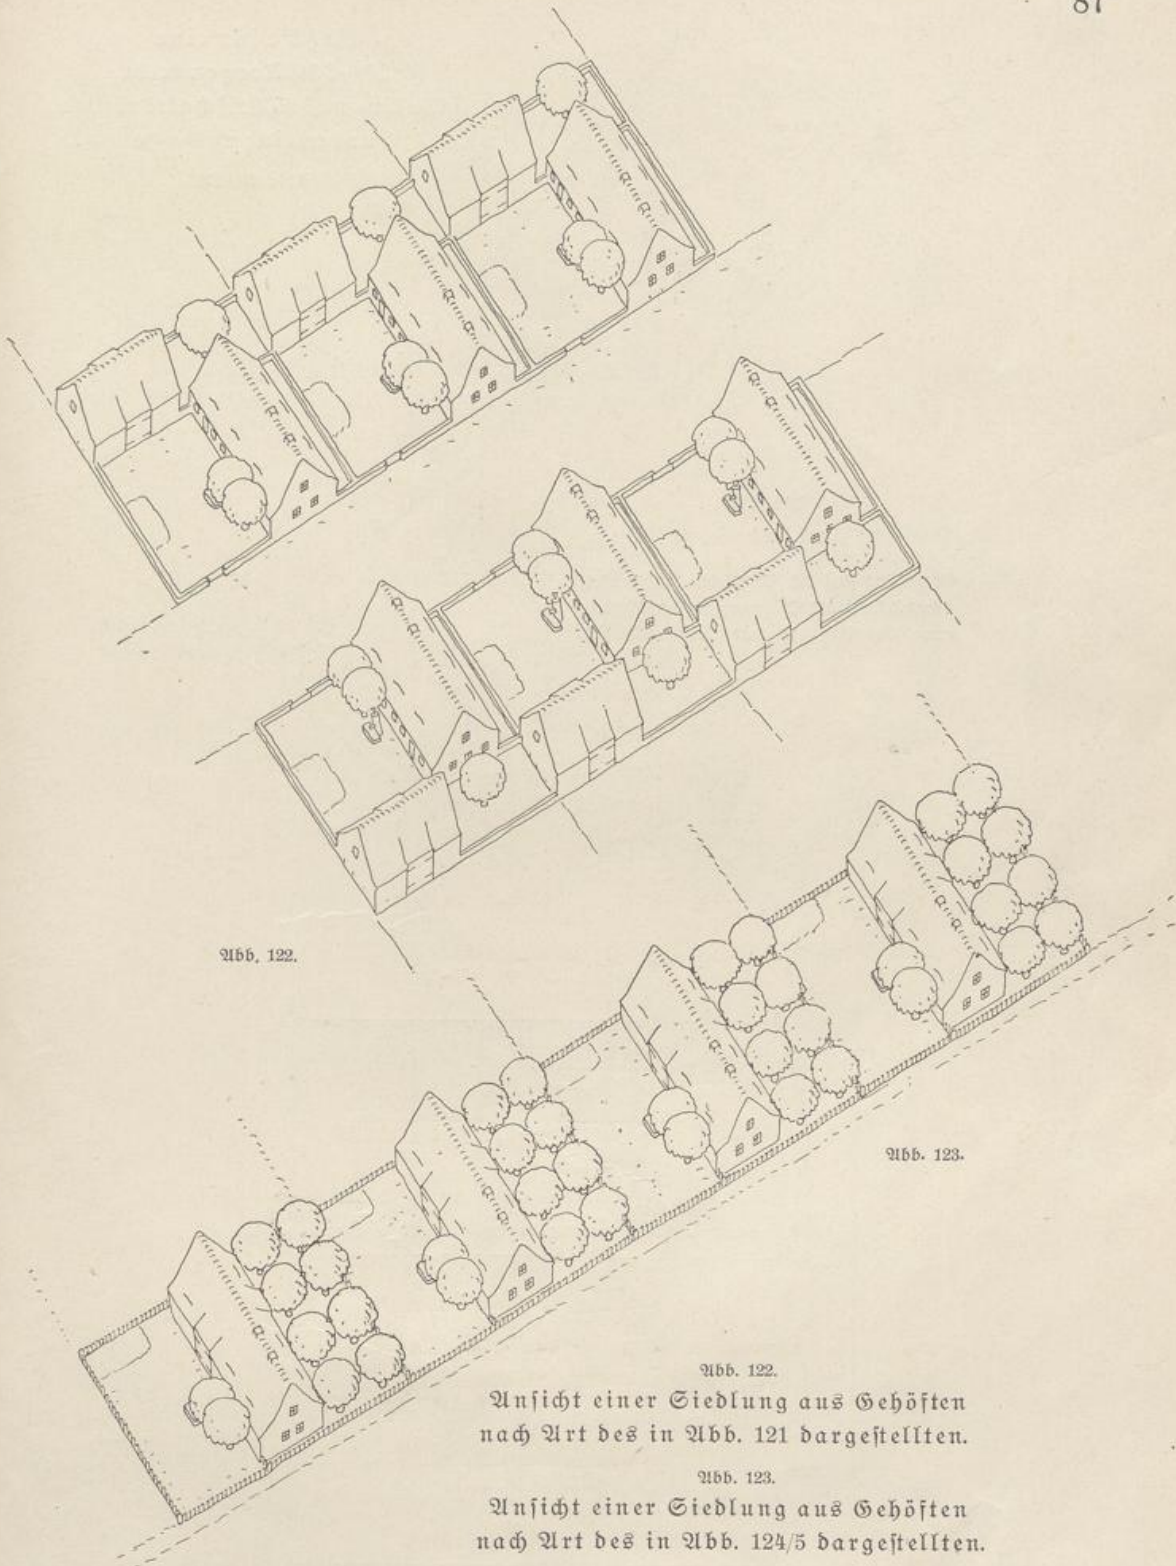 87
Abb. 122.
Abb. 123.
Abb. 122.
Ansicht einer Siedlung aus Gehöften
nach Art des in Abb. 121 dargestellten.
Abb. 123.
Ansicht einer Siedlung aus Gehöften
nach Art des in Abb. 124/5 dargestellten.